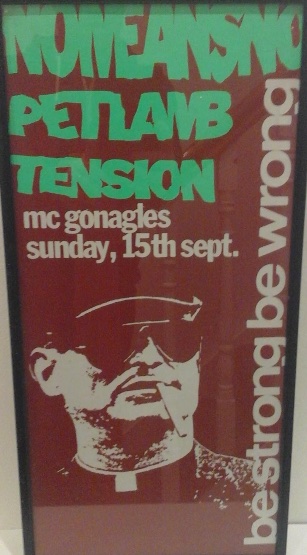 NOMEANSNO
PETLAMB
TENSION
mc gonagles
sunday, 15th sept.
be strong be wrong